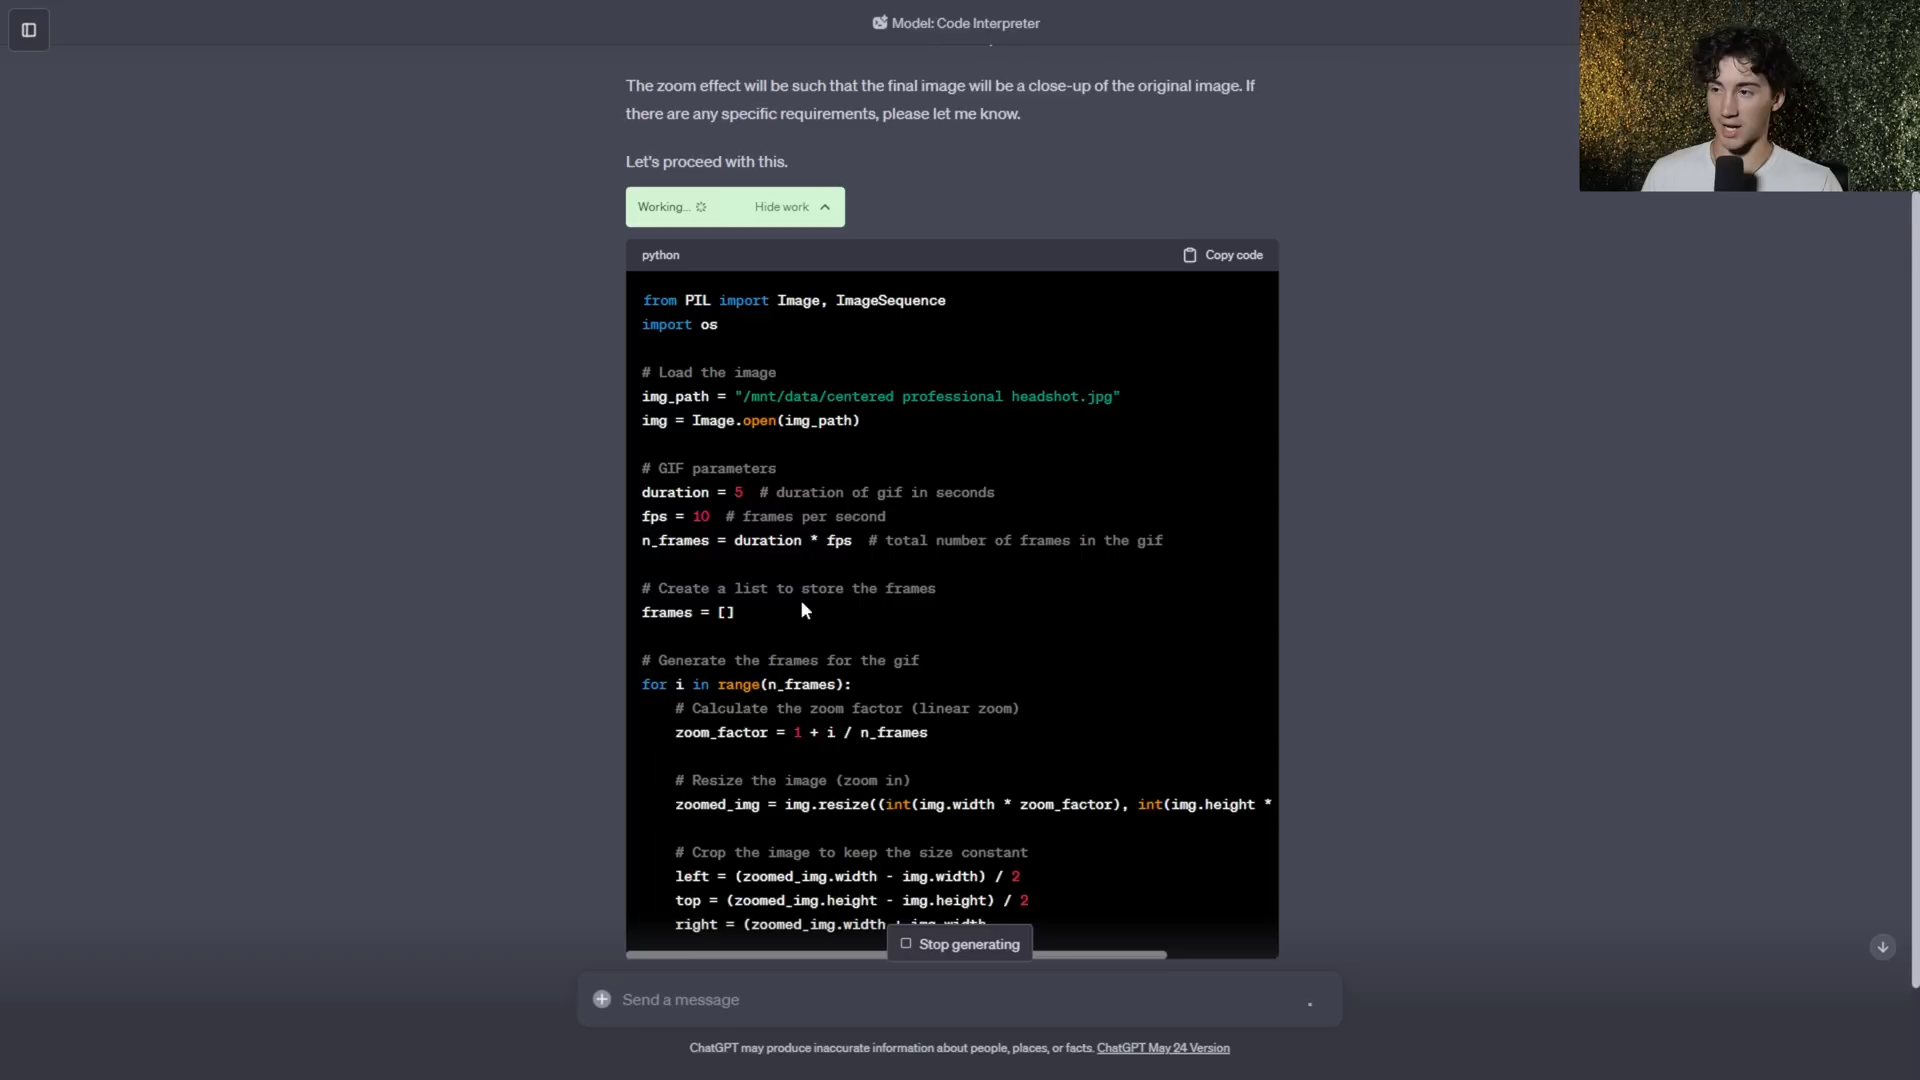 Model: Code Interpreter
The zoom effect will be such that the final image will be a close-up of the original image. If
there are any specific requirements, please let me know.
Let's proceed with this.
Working...
Hide work
python
Copy code
from PIL import Image, ImageSequence
import os
# Load the image
img_path = "/mnt/data/centered professional headshot.jpg"
img = Image.open(img_path)
# GIF parameters
duration = 5  # duration of gif in seconds
fps = 10  # frames per second
n_frames = duration * fps  # total number of frames in the gif
# Create a list to store the frames
frames = []
# Generate the frames for the gif
for i in range(n_frames):
    # Calculate the zoom factor (linear zoom)
    zoom_factor = 1 + i / n_frames
    # Resize the image (zoom in)
    zoomed_img = img.resize((int(img.width * zoom_factor), int(img.height *
    # Crop the image to keep the size constant
    left = (zoomed_img.width - img.width) / 2
    top = (zoomed_img.height - img.height) / 2
    right = (zoomed_img.width + img.width
Stop generating
Send a message
ChatGPT may produce inaccurate information about people, places, or facts. ChatGPT May 24 Version